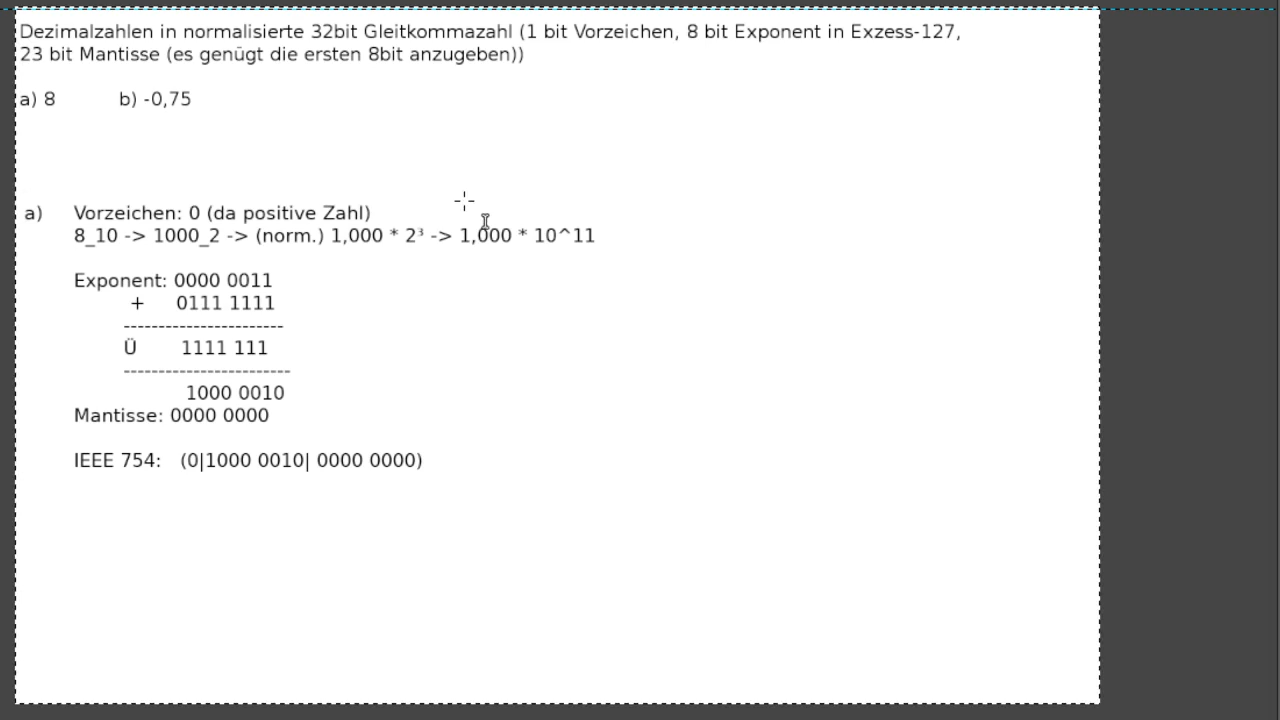 Dezimalzahlen in normalisierte 32bit Gleitkommazahl (1 bit Vorzeichen, 8 bit Exponent in Exzess-127,
23 bit Mantisse (es genügt die ersten 8bit anzugeben))
a) 8 b) -0,75
a) Vorzeichen: 0 (da positive Zahl)
8_10 -> 1000_2 -> (norm.) 1,000 * 2³ -> 1,000 * 10^11
Exponent: 0000 0011
+ 0111 1111
-----------------------
Ü 1111 111
------------------------
1000 0010
Mantisse: 0000 0000
IEEE 754: (0|1000 0010| 0000 0000)